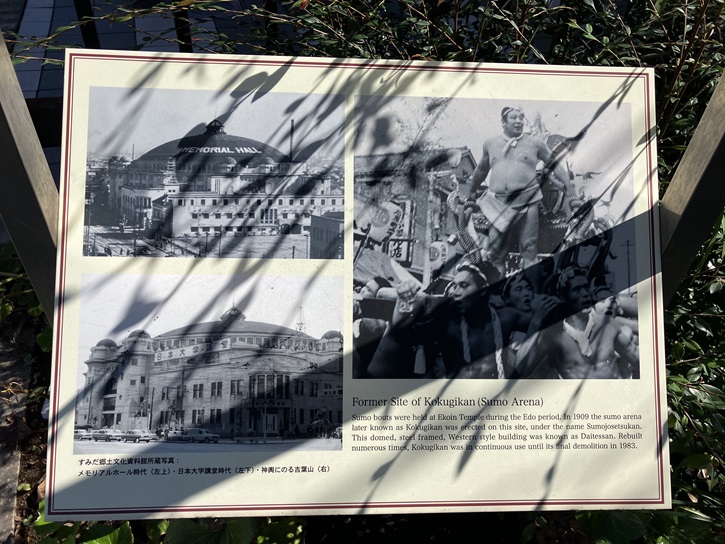 MEMORIAL HALL
日本大学講堂
Former Site of Kokugikan (Sumo Arena)
Sumo bouts were held at Ekoin Temple during the Edo period. In 1909 the sumo arena
later known as Kokugikan was erected on this site, under the name Sumojosetsukan.
This domed, steel framed, Western style building was known as Daitessan. Rebuilt
numerous times, Kokugikan was in continuous use until its final demolition in 1983.
すみだ郷土文化資料館所蔵写真：
メモリアルホール時代（左上）・日本大学講堂時代（左下）・神輿にのる吉葉山（右）